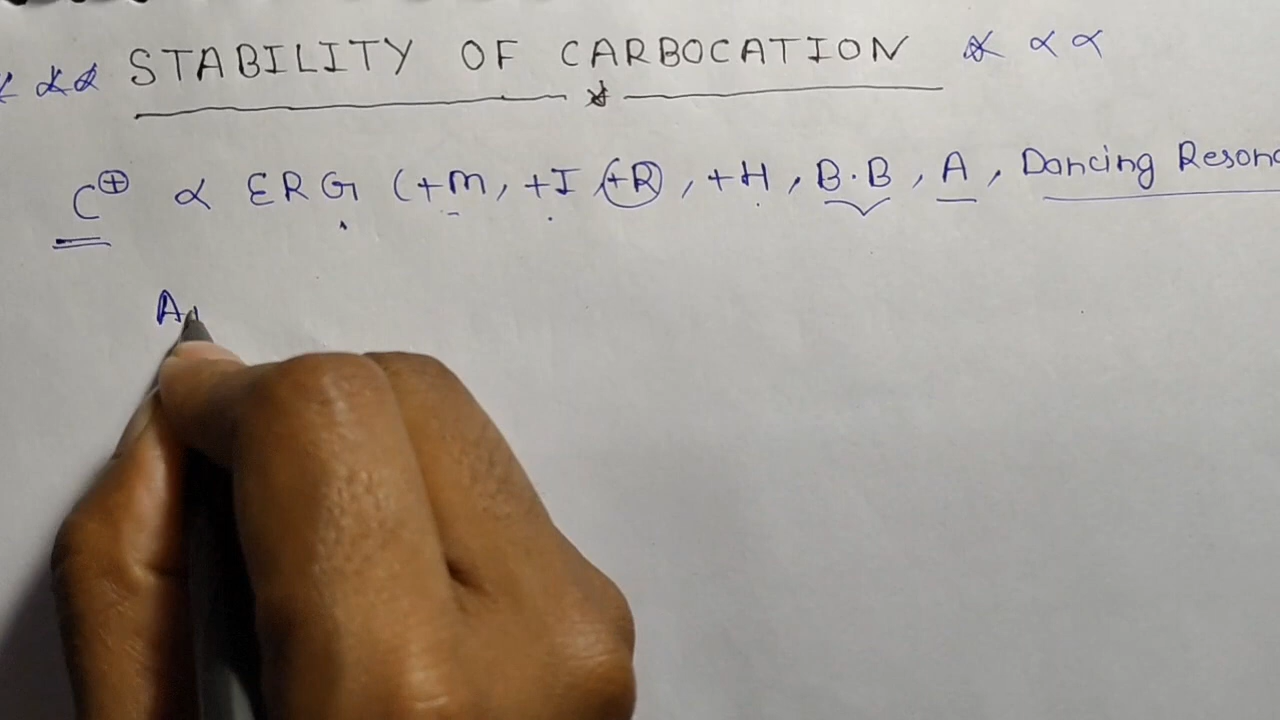 STABILITY OF CARBOCATION
C⊕ ∝ ERG (+M, +I (+R), +H, B.B, A, Dancing Resona
A